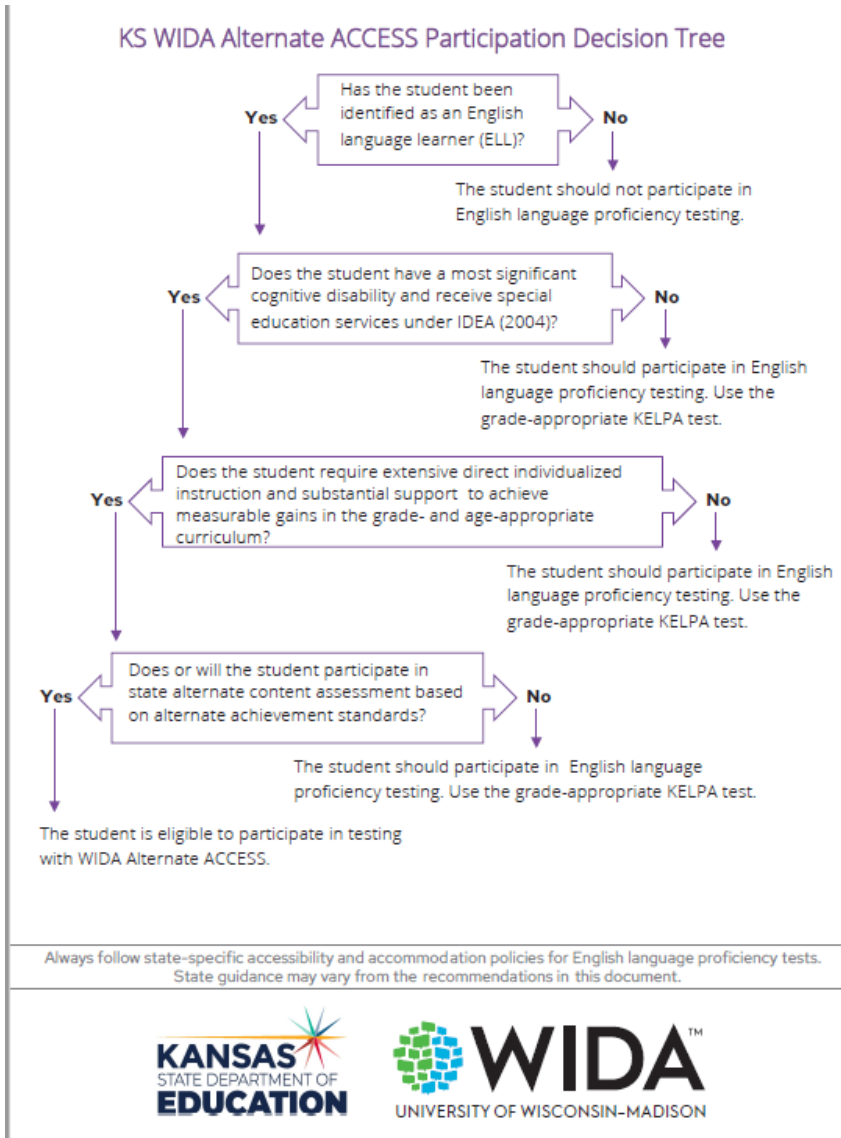 KS WIDA Alternate ACCESS Participation Decision Tree
Has the student been
identified as an English
language learner (ELL)?
Yes
No
The student should not participate in
English language proficiency testing.
Does the student have a most significant
cognitive disability and receive special
education services under IDEA (2004)?
Yes
No
The student should participate in English
language proficiency testing. Use the
grade-appropriate KELPA test.
Does the student require extensive direct individualized
instruction and substantial support to achieve
measurable gains in the grade- and age-appropriate
curriculum?
Yes
No
The student should participate in English
language proficiency testing. Use the
grade-appropriate KELPA test.
Does or will the student participate in
state alternate content assessment based
on alternate achievement standards?
Yes
No
The student should participate in English language
proficiency testing. Use the grade-appropriate KELPA test.
The student is eligible to participate in testing
with WIDA Alternate ACCESS.
Always follow state-specific accessibility and accommodation policies for English language proficiency tests.
State guidance may vary from the recommendations in this document.
KANSAS
STATE DEPARTMENT OF
EDUCATION
WIDA™
UNIVERSITY OF WISCONSIN–MADISON